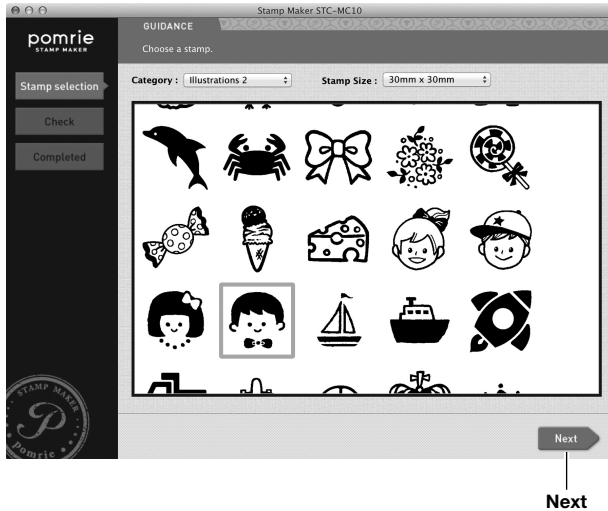 Stamp Maker STC-MC10
pomrie
STAMP MAKER
GUIDANCE
Choose a stamp.
Stamp selection
Check
Completed
Category : Illustrations 2
Stamp Size : 30mm x 30mm
STAMP MAKER
P
Pomrie
Next
Next